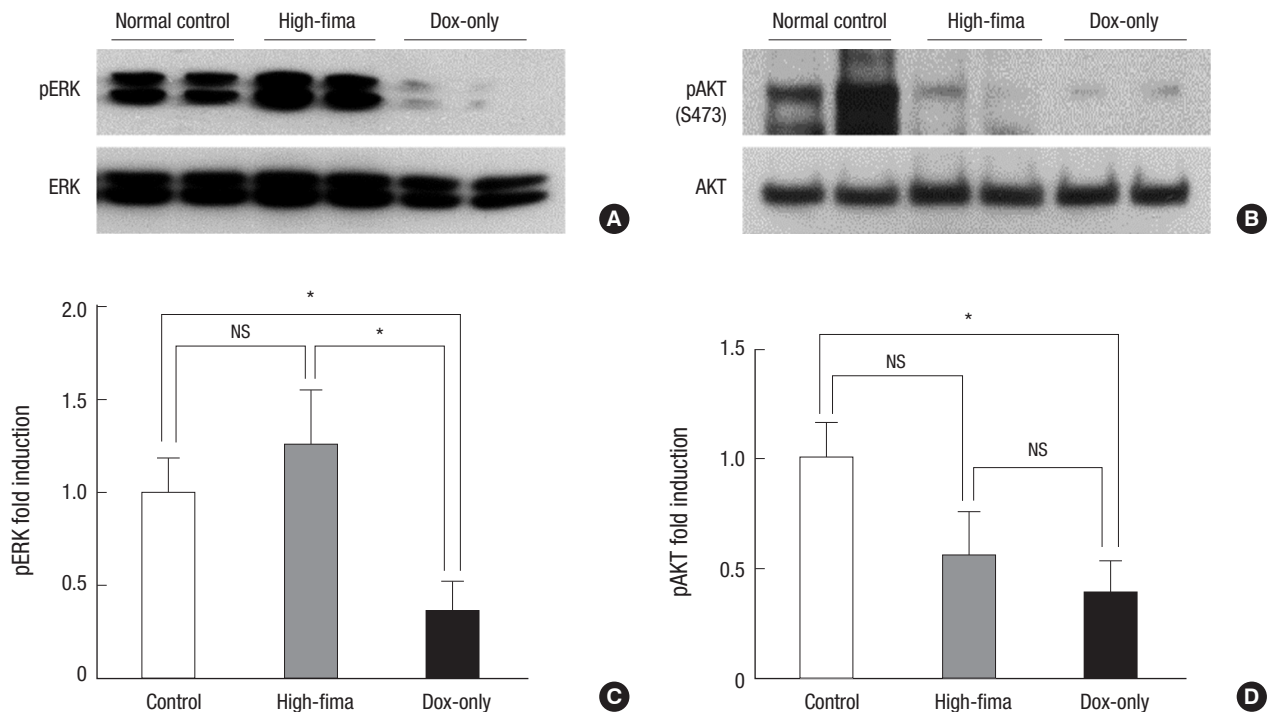 Normal control High-fima Dox-only
pERK
ERK
A
Normal control High-fima Dox-only
pAKT
(S473)
AKT
B
pERK fold induction
2.0
1.5
1.0
0.5
0
*
NS
*
Control High-fima Dox-only
C
pAKT fold induction
1.5
1.0
0.5
0
*
NS
NS
Control High-fima Dox-only
D